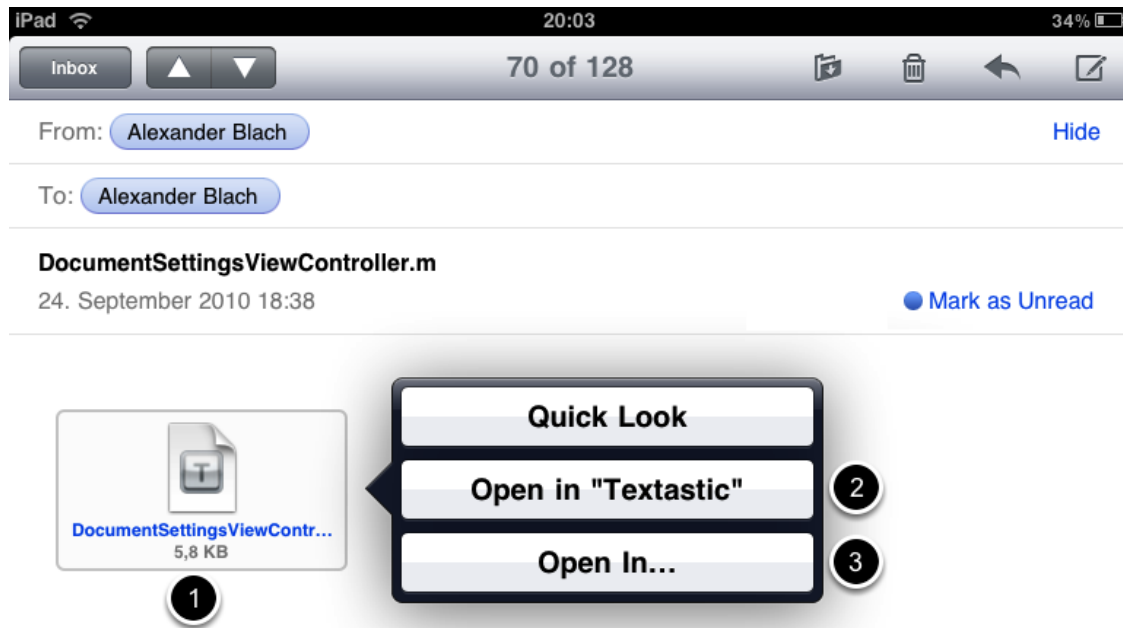 iPad 20:03 34%
Inbox 70 of 128
From: Alexander Blach Hide
To: Alexander Blach
DocumentSettingsViewController.m
24. September 2010 18:38 Mark as Unread
Quick Look
Open in "Textastic" 2
DocumentSettingsViewContr...
5,8 KB
Open In... 3
1
T